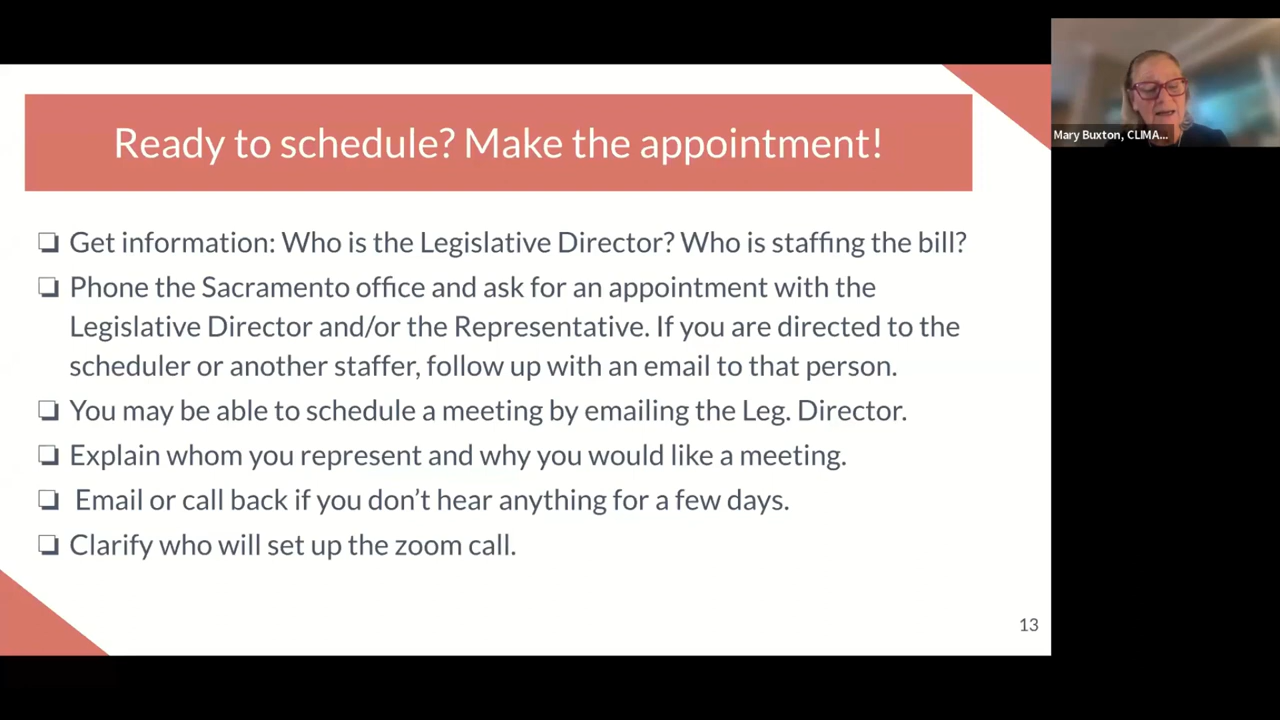 Ready to schedule? Make the appointment!
Get information: Who is the Legislative Director? Who is staffing the bill?
Phone the Sacramento office and ask for an appointment with the
Legislative Director and/or the Representative. If you are directed to the
scheduler or another staffer, follow up with an email to that person.
You may be able to schedule a meeting by emailing the Leg. Director.
Explain whom you represent and why you would like a meeting.
Email or call back if you don’t hear anything for a few days.
Clarify who will set up the zoom call.
13
Mary Buxton, CLIMA...